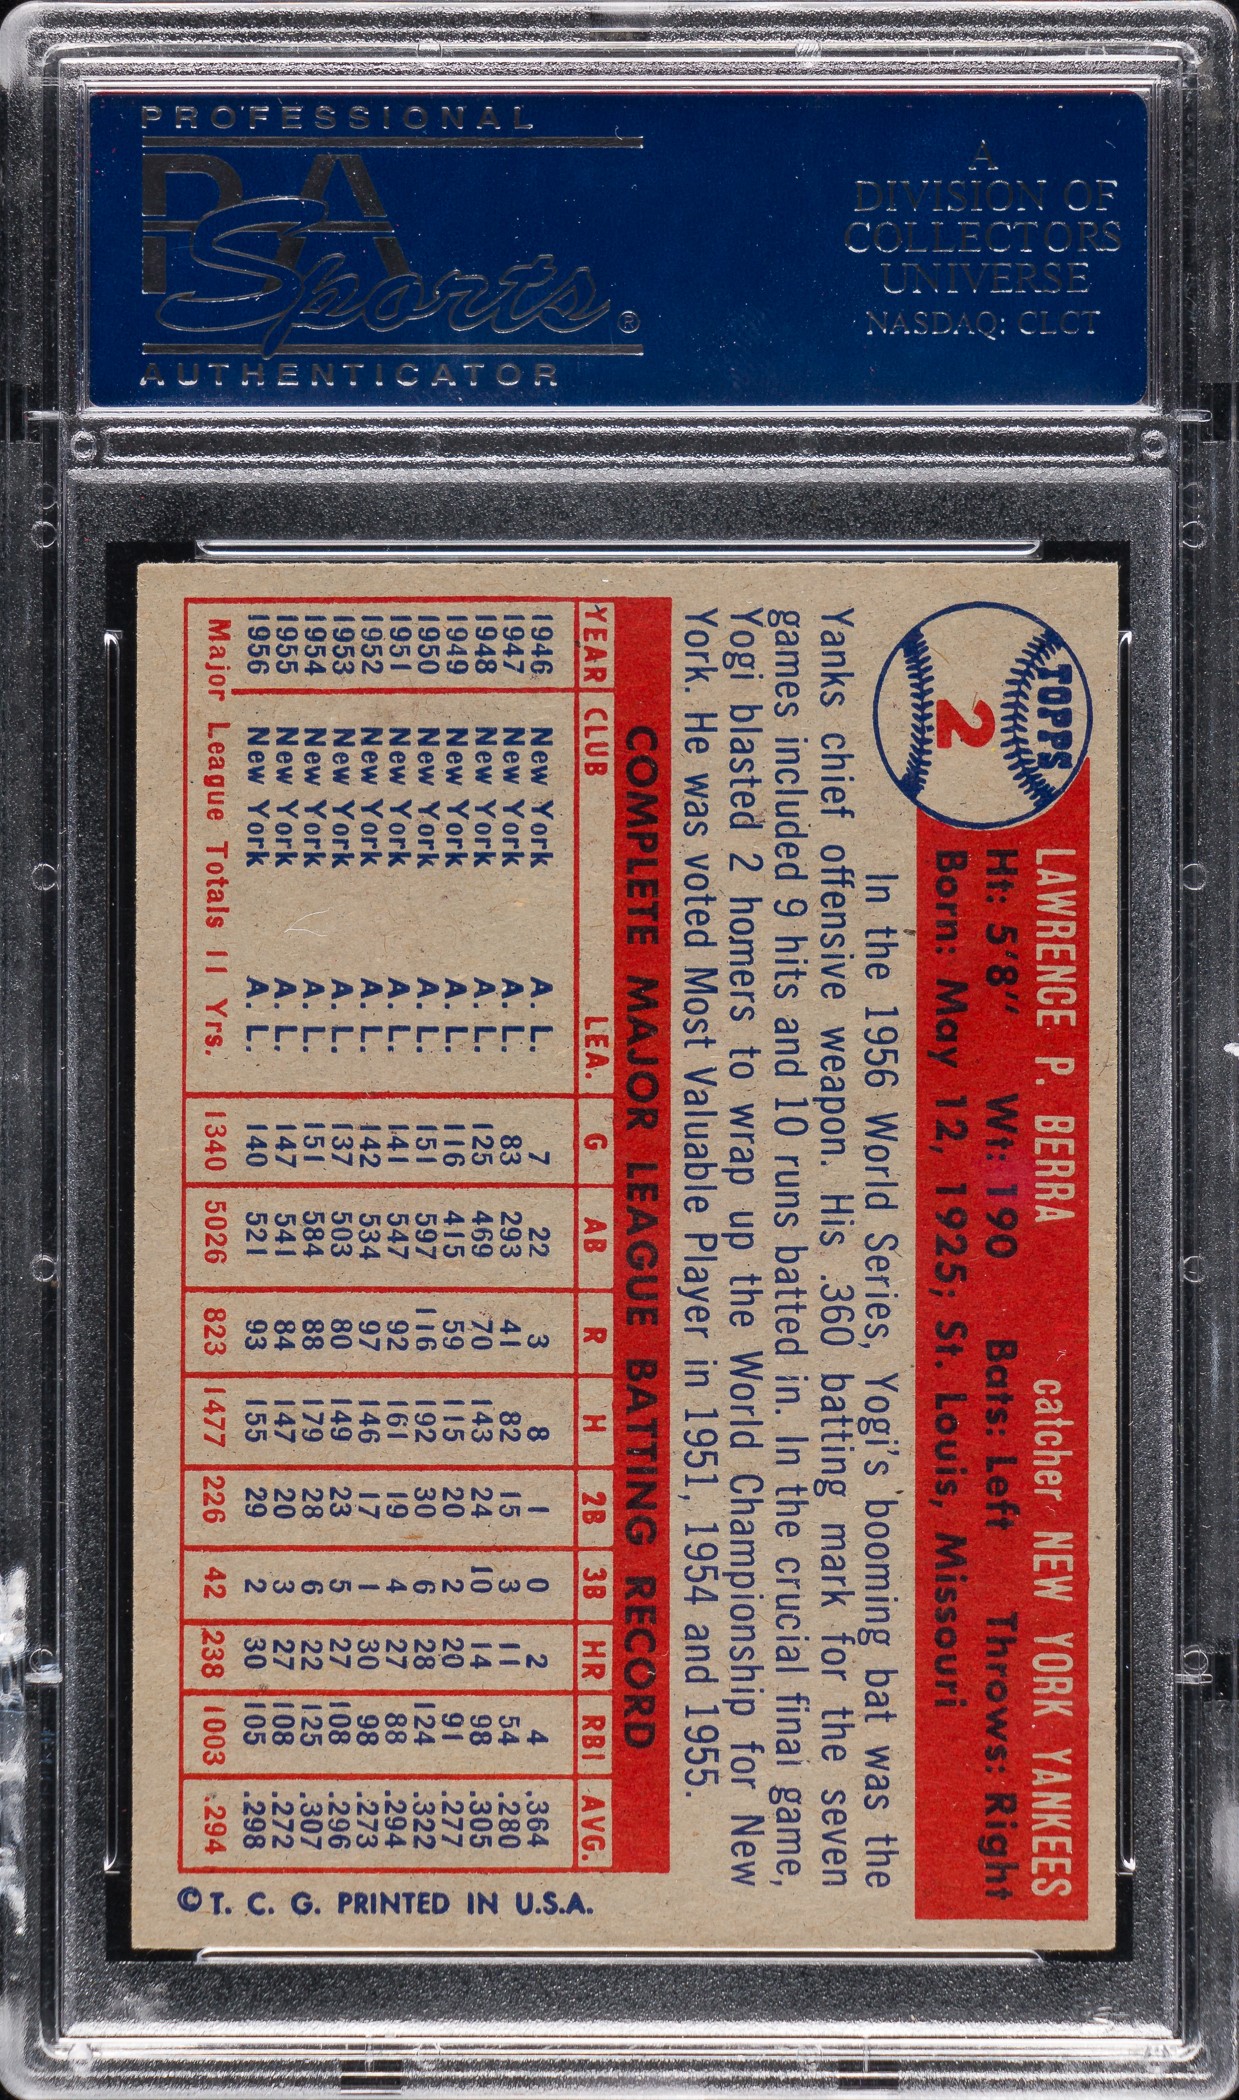 PROFESSIONAL
PSA
Sports®
AUTHENTICATOR
A
DIVISION OF
COLLECTORS
UNIVERSE
NASDAQ: CLCT
TOPPS
2
LAWRENCE P. BERRA catcher NEW YORK YANKEES
Ht: 5'8" Wt: 190 Bats: Left Throws: Right
Born: May 12, 1925; St. Louis, Missouri
In the 1956 World Series, Yogi's booming bat was the
Yanks chief offensive weapon. His .360 batting mark for the seven
games included 9 hits and 10 runs batted in. In the crucial final game,
Yogi blasted 2 homers to wrap up the World Championship for New
York. He was voted Most Valuable Player in 1951, 1954 and 1955.
COMPLETE MAJOR LEAGUE BATTING RECORD
YEAR CLUB LEA. G AB R H 2B 3B HR RBI AVG.
1946 New York A. L. 7 22 3 8 1 0 2 4 .364
1947 New York A. L. 83 293 41 82 15 3 11 54 .280
1948 New York A. L. 125 469 70 143 24 10 14 98 .305
1949 New York A. L. 116 415 59 115 20 2 20 91 .277
1950 New York A. L. 151 597 116 192 30 6 28 124 .322
1951 New York A. L. 141 547 92 161 19 4 27 88 .294
1952 New York A. L. 142 534 97 146 17 1 30 98 .273
1953 New York A. L. 137 503 80 149 23 5 27 108 .296
1954 New York A. L. 151 584 88 179 28 6 22 125 .307
1955 New York A. L. 147 541 84 147 20 3 27 108 .272
1956 New York A. L. 140 521 93 155 29 2 30 105 .298
Major League Totals 11 Yrs. 1340 5026 823 1477 226 42 238 1003 .294
© T. C. G. PRINTED IN U.S.A.